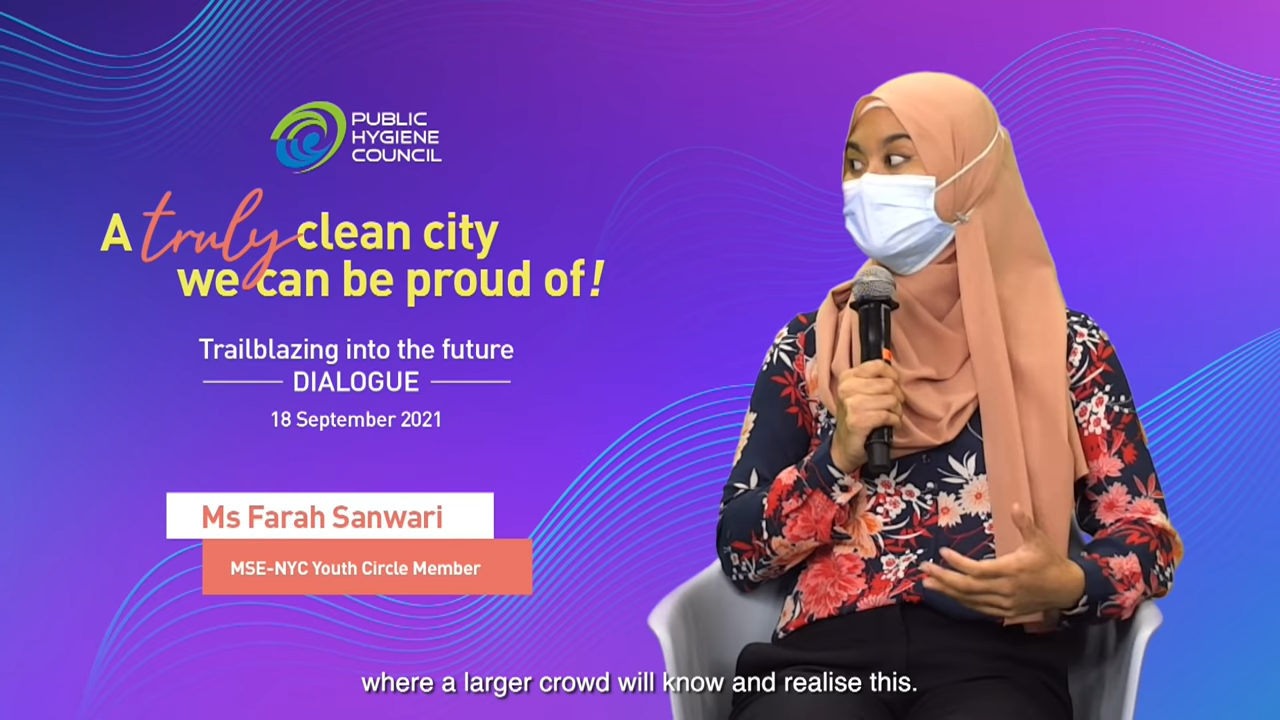 PUBLIC
HYGIENE
COUNCIL
A truly clean city
we can be proud of!
Trailblazing into the future
DIALOGUE
18 September 2021
Ms Farah Sanwari
MSE-NYC Youth Circle Member
where a larger crowd will know and realise this.